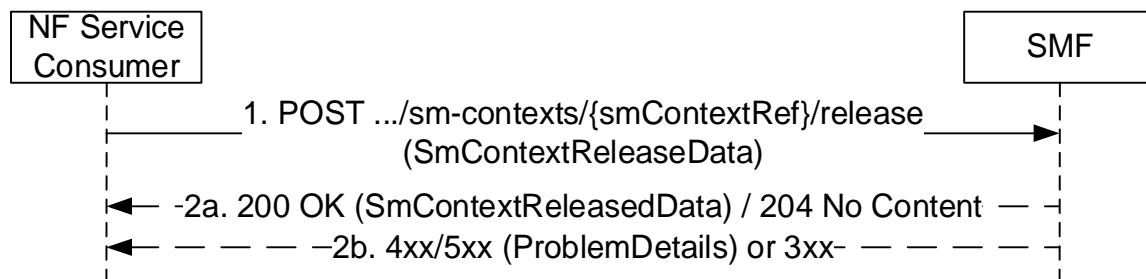 NF Service
Consumer
SMF
1. POST .../sm-contexts/{smContextRef}/release
(SmContextReleaseData)
2a. 200 OK (SmContextReleasedData) / 204 No Content
2b. 4xx/5xx (ProblemDetails) or 3xx